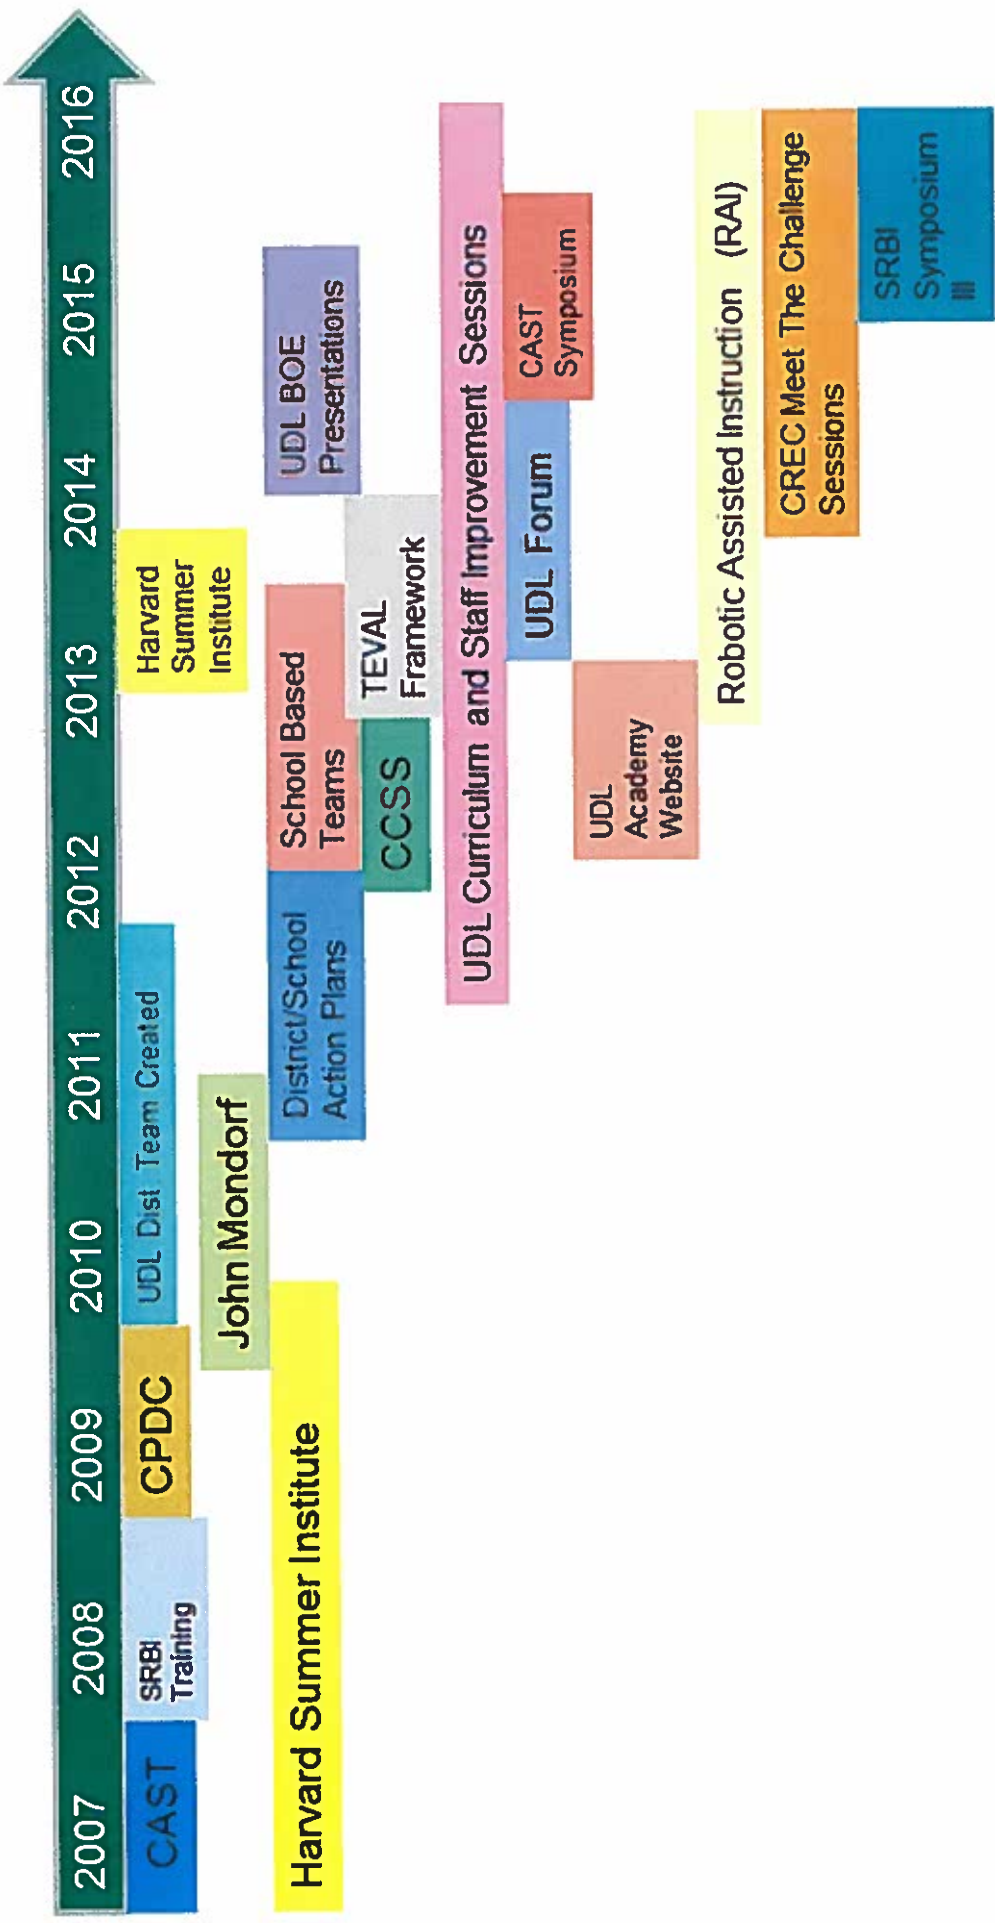 2007 2008 2009 2010 2011 2012 2013 2014 2015 2016
CAST
SRBI
Training
CPDC
UDL Dist. Team Created
Harvard
Summer
Institute
John Mondorf
Harvard Summer Institute
District/School
Action Plans
School Based
Teams
UDL BOE
Presentations
CCSS
TEVAL
Framework
UDL Curriculum and Staff Improvement Sessions
UDL Forum
CAST
Symposium
UDL
Academy
Website
Robotic Assisted Instruction (RAI)
CREC Meet The Challenge
Sessions
SRBI
Symposium
III